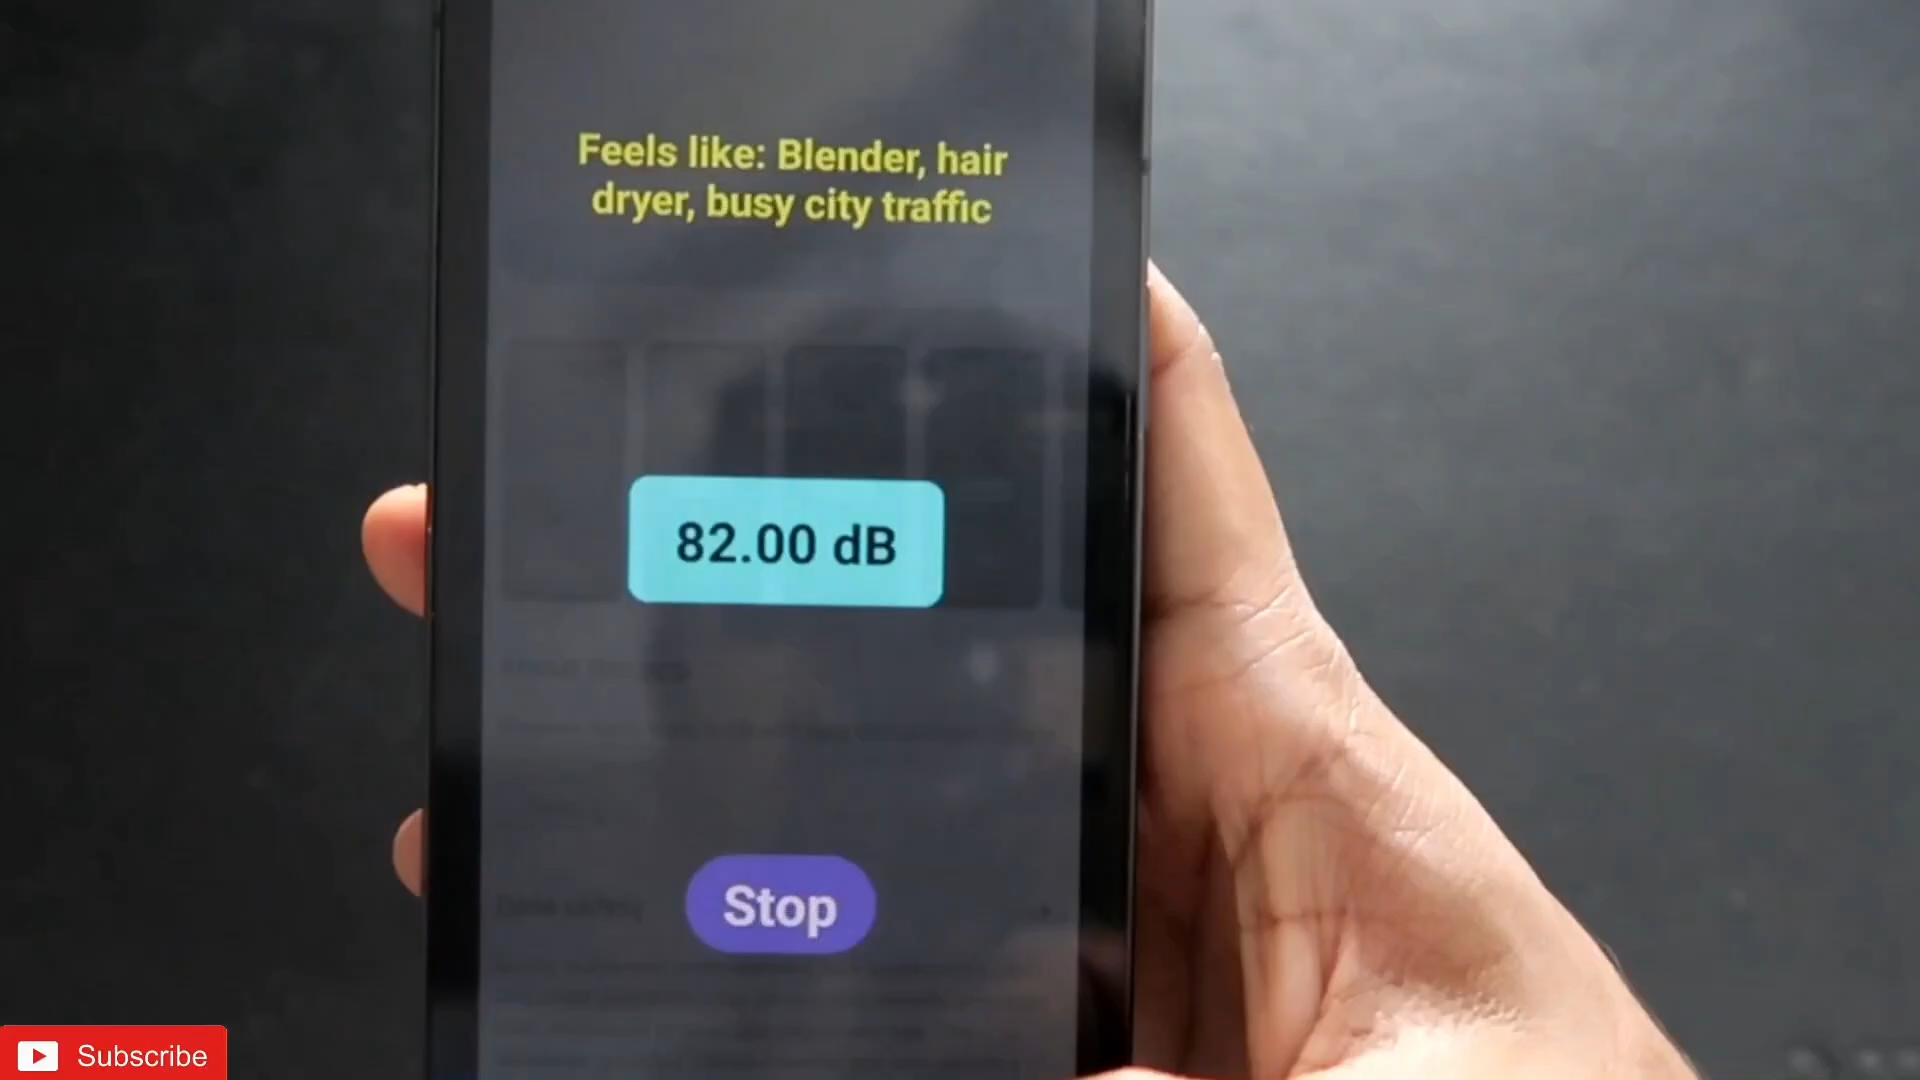 Feels like: Blender, hair
dryer, busy city traffic
82.00 dB
Stop
Subscribe